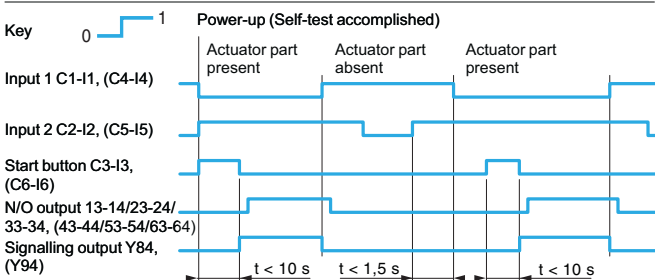 Key
0
1
Power-up (Self-test accomplished)
Actuator part
present
Actuator part
absent
Actuator part
present
Input 1 C1-I1, (C4-I4)
Input 2 C2-I2, (C5-I5)
Start button C3-I3,
(C6-I6)
N/O output 13-14/23-24/
33-34, (43-44/53-54/63-64)
Signalling output Y84,
(Y94)
t < 10 s
t < 1,5 s
t < 10 s